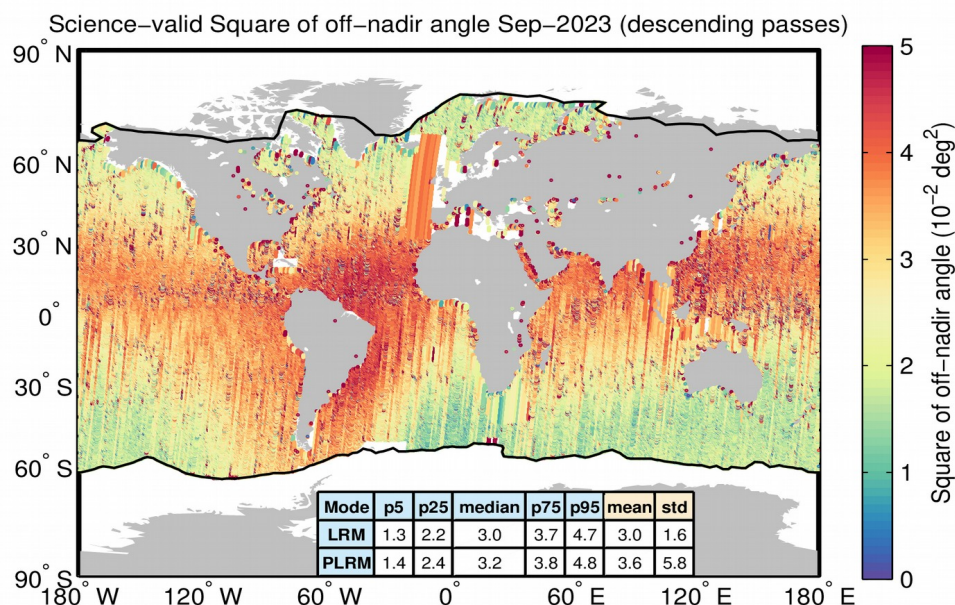 Science−valid Square of off−nadir angle Sep−2023 (descending passes)
90° N
60° N
30° N
0°
30° S
60° S
90° S
180° W
120° W
60° W
0°
60° E
120° E
180° E
Mode p5 p25 median p75 p95 mean std
LRM 1.3 2.2 3.0 3.7 4.7 3.0 1.6
PLRM 1.4 2.4 3.2 3.8 4.8 3.6 5.8
5
4
3
2
1
0
Square of off−nadir angle (10⁻² deg²)